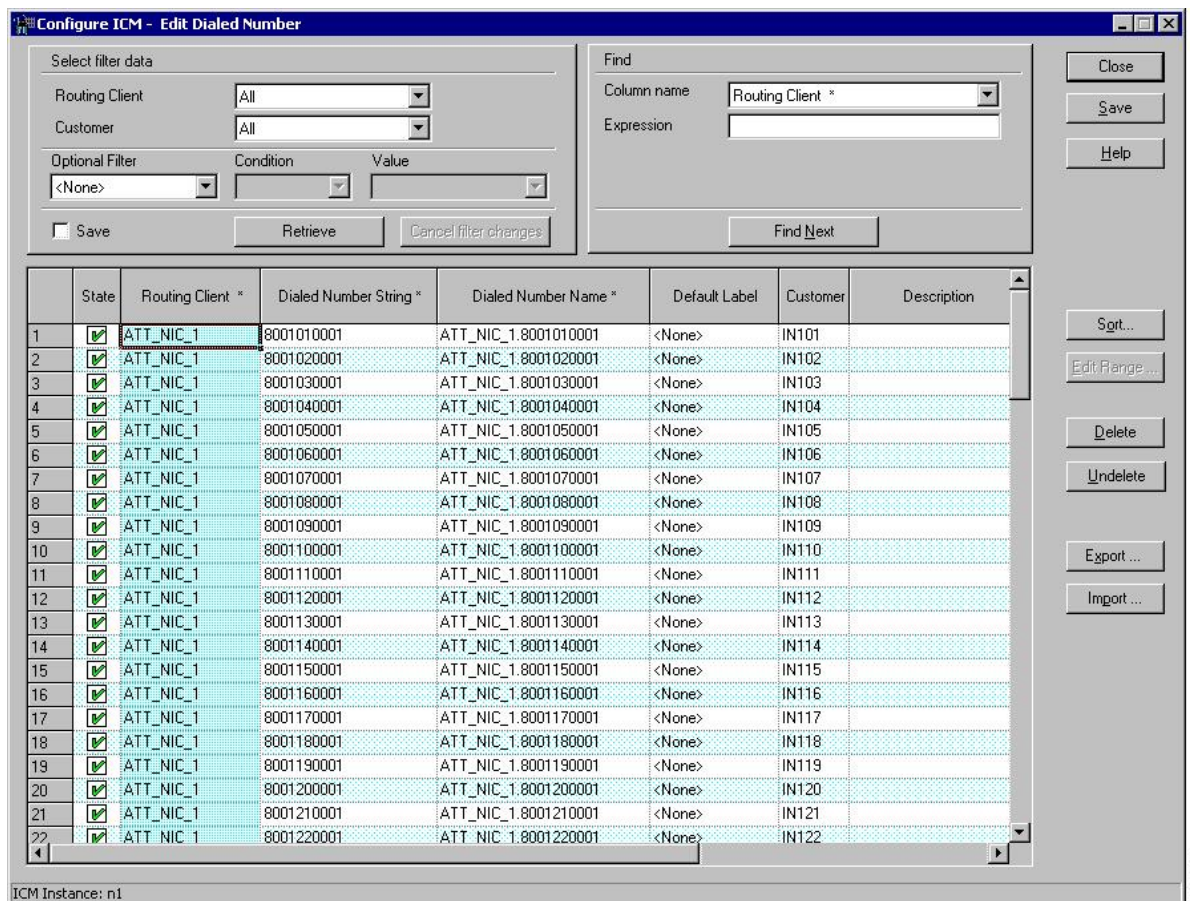 Configure ICM - Edit Dialed Number
Select filter data
Routing Client All
Customer All
Optional Filter Condition Value
<None>
Save Retrieve Cancel filter changes
Find
Column name Routing Client *
Expression
Find Next
Close
Save
Help
State Routing Client * Dialed Number String * Dialed Number Name * Default Label Customer Description
1 ATT_NIC_1 8001010001 ATT_NIC_1.8001010001 <None> IN101
2 ATT_NIC_1 8001020001 ATT_NIC_1.8001020001 <None> IN102
3 ATT_NIC_1 8001030001 ATT_NIC_1.8001030001 <None> IN103
4 ATT_NIC_1 8001040001 ATT_NIC_1.8001040001 <None> IN104
5 ATT_NIC_1 8001050001 ATT_NIC_1.8001050001 <None> IN105
6 ATT_NIC_1 8001060001 ATT_NIC_1.8001060001 <None> IN106
7 ATT_NIC_1 8001070001 ATT_NIC_1.8001070001 <None> IN107
8 ATT_NIC_1 8001080001 ATT_NIC_1.8001080001 <None> IN108
9 ATT_NIC_1 8001090001 ATT_NIC_1.8001090001 <None> IN109
10 ATT_NIC_1 8001100001 ATT_NIC_1.8001100001 <None> IN110
11 ATT_NIC_1 8001110001 ATT_NIC_1.8001110001 <None> IN111
12 ATT_NIC_1 8001120001 ATT_NIC_1.8001120001 <None> IN112
13 ATT_NIC_1 8001130001 ATT_NIC_1.8001130001 <None> IN113
14 ATT_NIC_1 8001140001 ATT_NIC_1.8001140001 <None> IN114
15 ATT_NIC_1 8001150001 ATT_NIC_1.8001150001 <None> IN115
16 ATT_NIC_1 8001160001 ATT_NIC_1.8001160001 <None> IN116
17 ATT_NIC_1 8001170001 ATT_NIC_1.8001170001 <None> IN117
18 ATT_NIC_1 8001180001 ATT_NIC_1.8001180001 <None> IN118
19 ATT_NIC_1 8001190001 ATT_NIC_1.8001190001 <None> IN119
20 ATT_NIC_1 8001200001 ATT_NIC_1.8001200001 <None> IN120
21 ATT_NIC_1 8001210001 ATT_NIC_1.8001210001 <None> IN121
22 ATT_NIC_1 8001220001 ATT_NIC_1.8001220001 <None> IN122
Sort...
Edit Range ...
Delete
Undelete
Export ...
Import ...
ICM Instance: n1